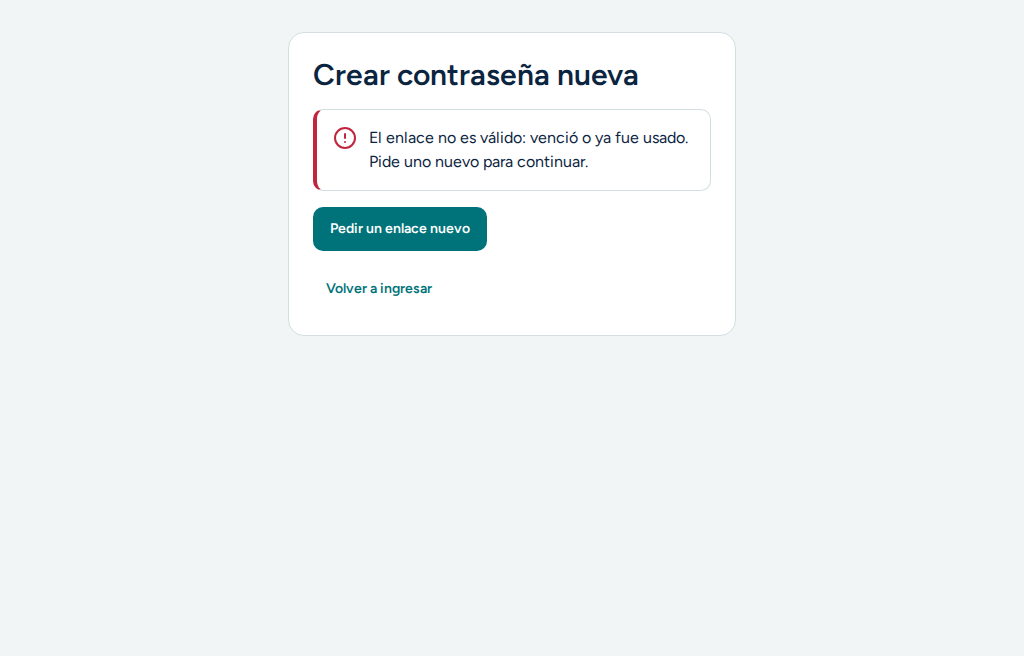 Crear contraseña nueva
El enlace no es válido: venció o ya fue usado.
Pide uno nuevo para continuar.
Pedir un enlace nuevo
Volver a ingresar